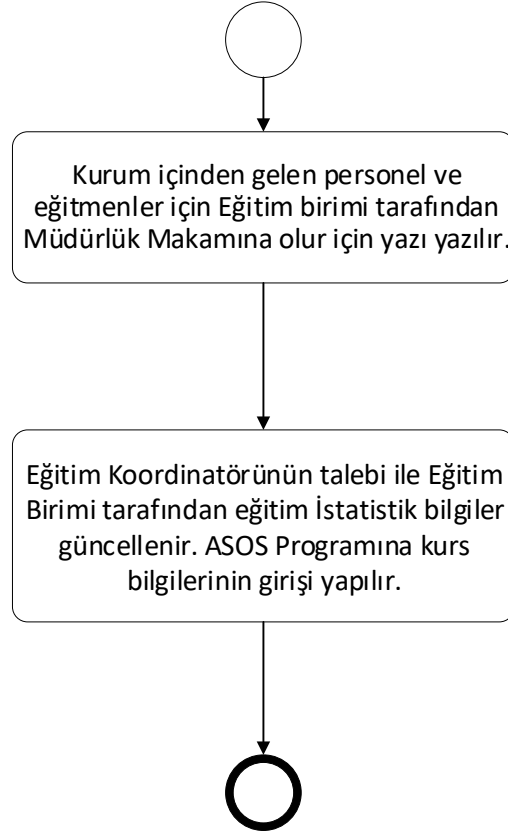 Kurum içinden gelen personel ve
eğitmenler için Eğitim birimi tarafından
Müdürlük Makamına olur için yazı yazılır.
Eğitim Koordinatörünün talebi ile Eğitim
Birimi tarafından eğitim İstatistik bilgiler
güncellenir. ASOS Programına kurs
bilgilerinin girişi yapılır.